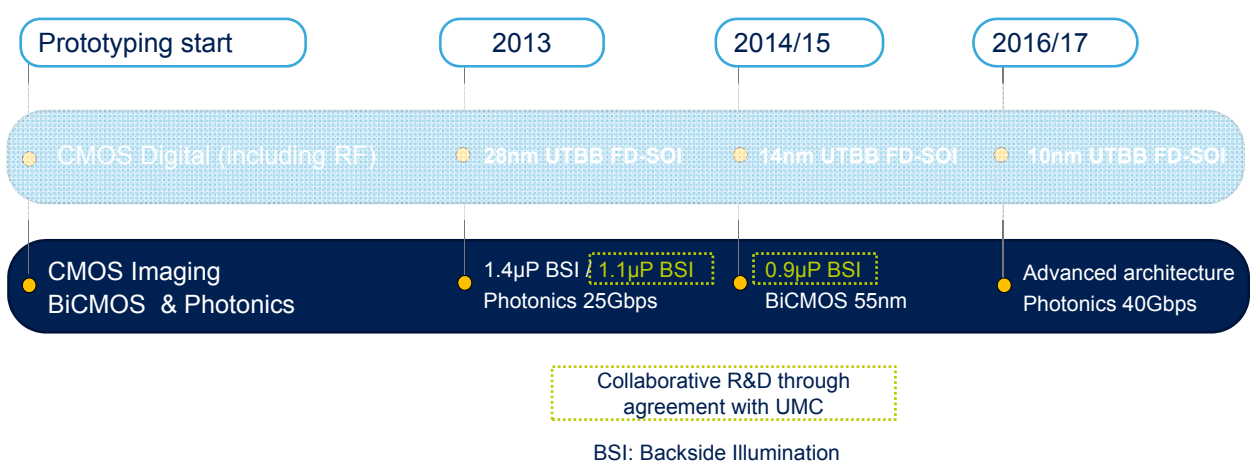 Prototyping start
2013
2014/15
2016/17
CMOS Digital (including RF)
28nm UTBB FD-SOI
14nm UTBB FD-SOI
10nm UTBB FD-SOI
CMOS Imaging
BiCMOS & Photonics
1.4µP BSI / 1.1µP BSI
Photonics 25Gbps
0.9µP BSI
BiCMOS 55nm
Advanced architecture
Photonics 40Gbps
Collaborative R&D through
agreement with UMC
BSI: Backside Illumination